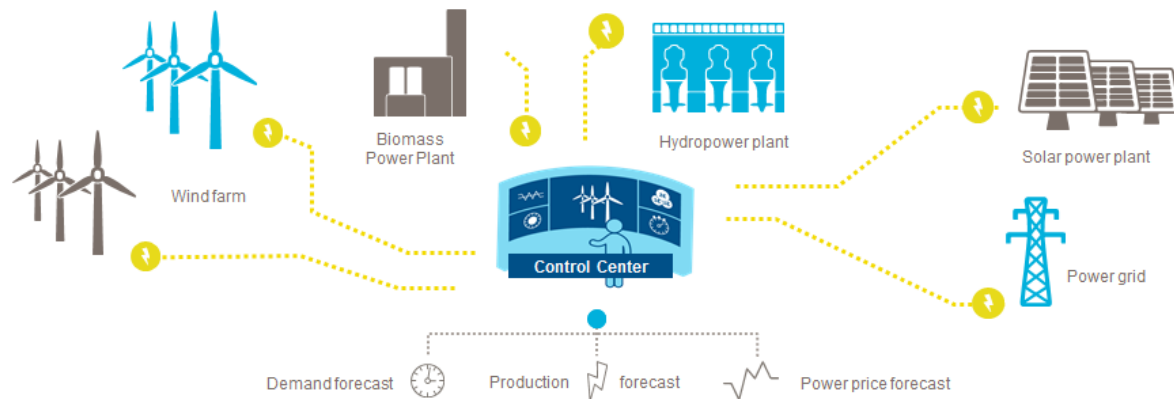 Biomass
Power Plant
Hydropower plant
Solar power plant
Wind farm
Control Center
Power grid
Demand forecast
Production forecast
Power price forecast